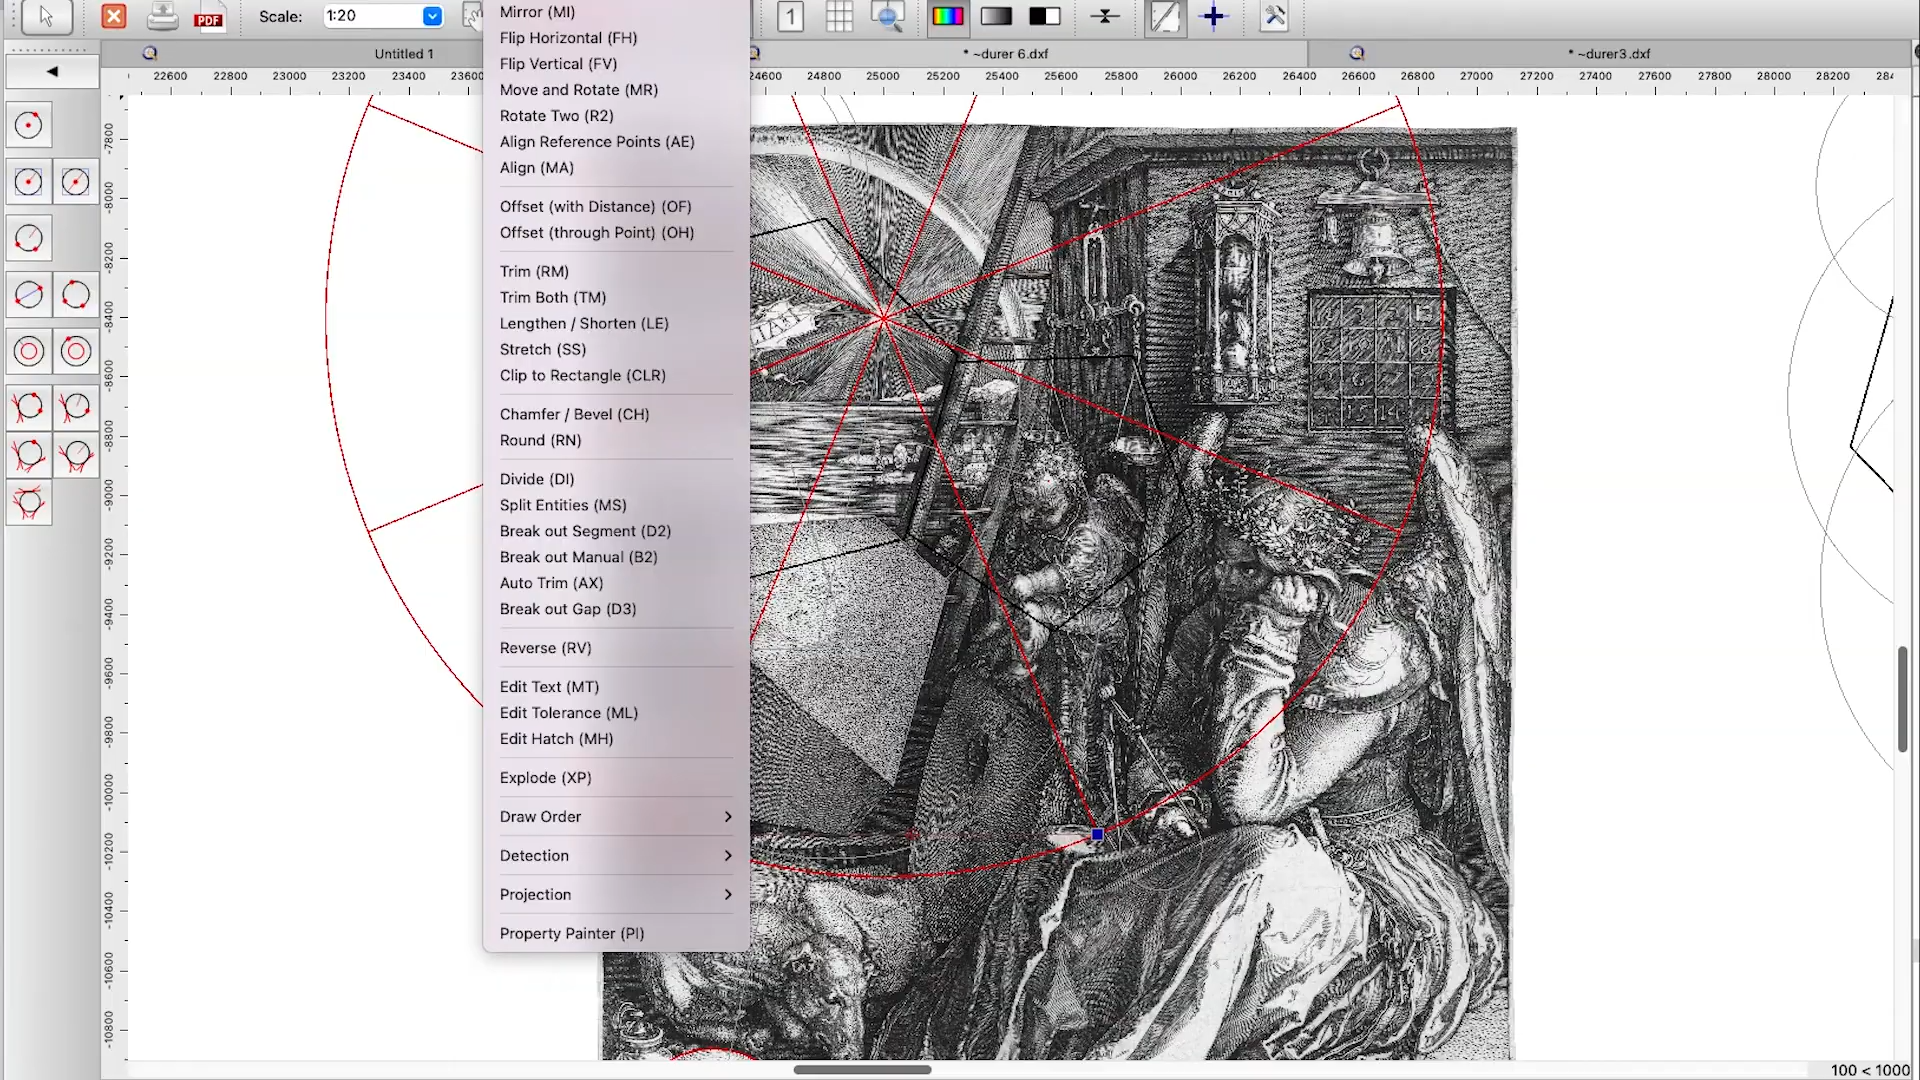 PDF
Scale:
1:20
1
Untitled 1
* ~durer 6.dxf
* ~durer3.dxf
22600 22800 23000 23200 23400 23600 24600 24800 25000 25200 25400 25600 25800 26000 26200 26400 26600 26800 27000 27200 27400 27600 27800 28000 28200 284
Mirror (MI)
Flip Horizontal (FH)
Flip Vertical (FV)
Move and Rotate (MR)
Rotate Two (R2)
Align Reference Points (AE)
Align (MA)
Offset (with Distance) (OF)
Offset (through Point) (OH)
Trim (RM)
Trim Both (TM)
Lengthen / Shorten (LE)
Stretch (SS)
Clip to Rectangle (CLR)
Chamfer / Bevel (CH)
Round (RN)
Divide (DI)
Split Entities (MS)
Break out Segment (D2)
Break out Manual (B2)
Auto Trim (AX)
Break out Gap (D3)
Reverse (RV)
Edit Text (MT)
Edit Tolerance (ML)
Edit Hatch (MH)
Explode (XP)
Draw Order
Detection
Projection
Property Painter (PI)
-7800
-8000
-8200
-8400
-8600
-8800
-9000
-9200
-9400
-9600
-9800
-10000
-10200
-10400
-10600
-10800
100 < 1000